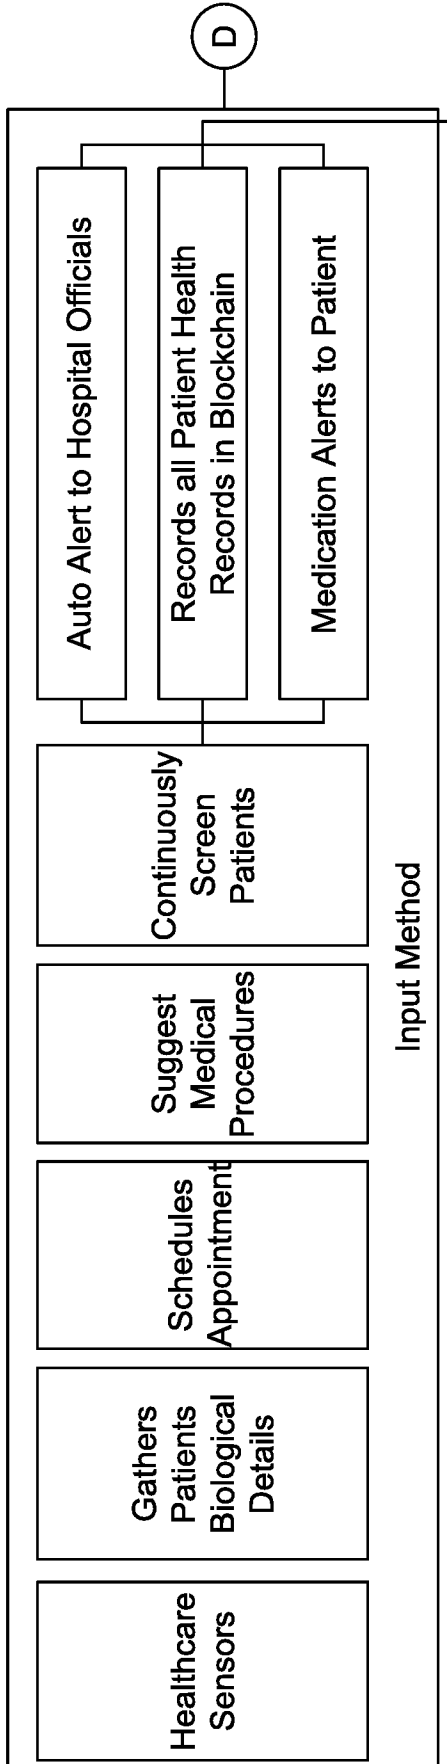 Healthcare
Sensors
Gathers
Patients
Biological
Details
Schedules
Appointment
Suggest
Medical
Procedures
Continuously
Screen
Patients
Auto Alert to Hospital Officials
Records all Patient Health
Records in Blockchain
Medication Alerts to Patient
Input Method
D